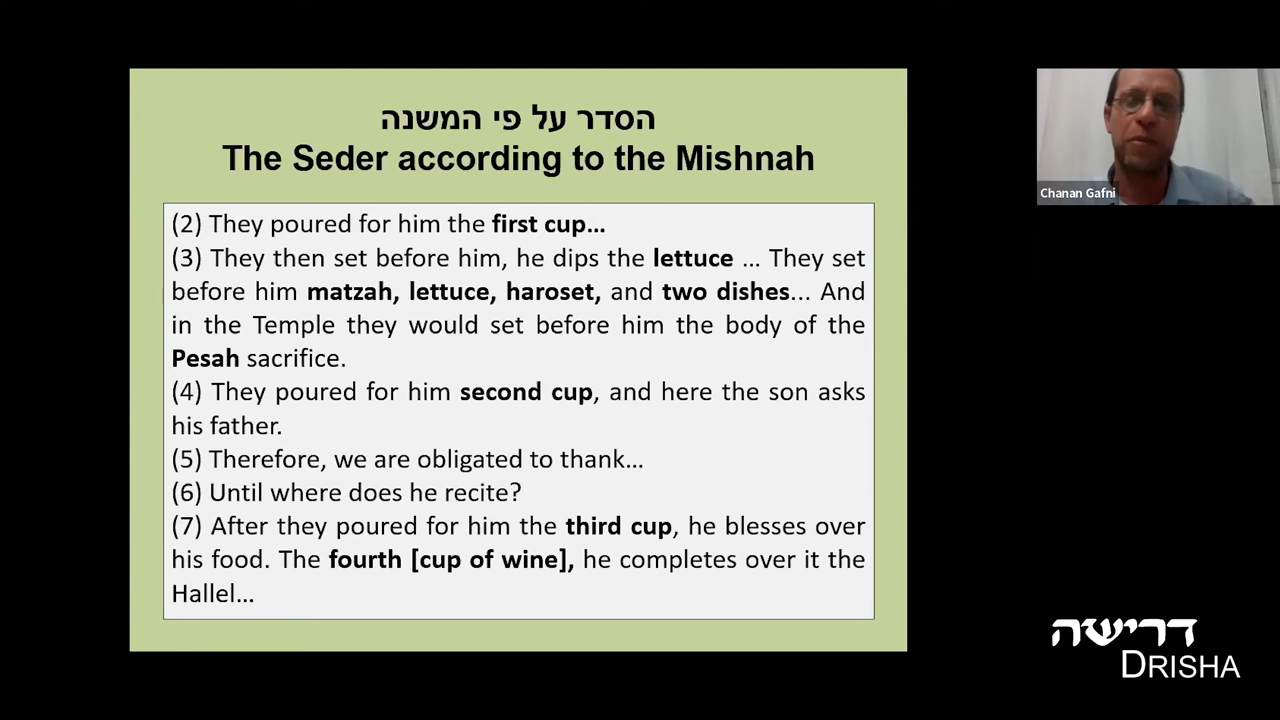 הסדר על פי המשנה
The Seder according to the Mishnah
(2) They poured for him the first cup…
(3) They then set before him, he dips the lettuce … They set
before him matzah, lettuce, haroset, and two dishes... And
in the Temple they would set before him the body of the
Pesah sacrifice.
(4) They poured for him second cup, and here the son asks
his father.
(5) Therefore, we are obligated to thank…
(6) Until where does he recite?
(7) After they poured for him the third cup, he blesses over
his food. The fourth [cup of wine], he completes over it the
Hallel…
Chanan Gafni
דרישה
DRISHA